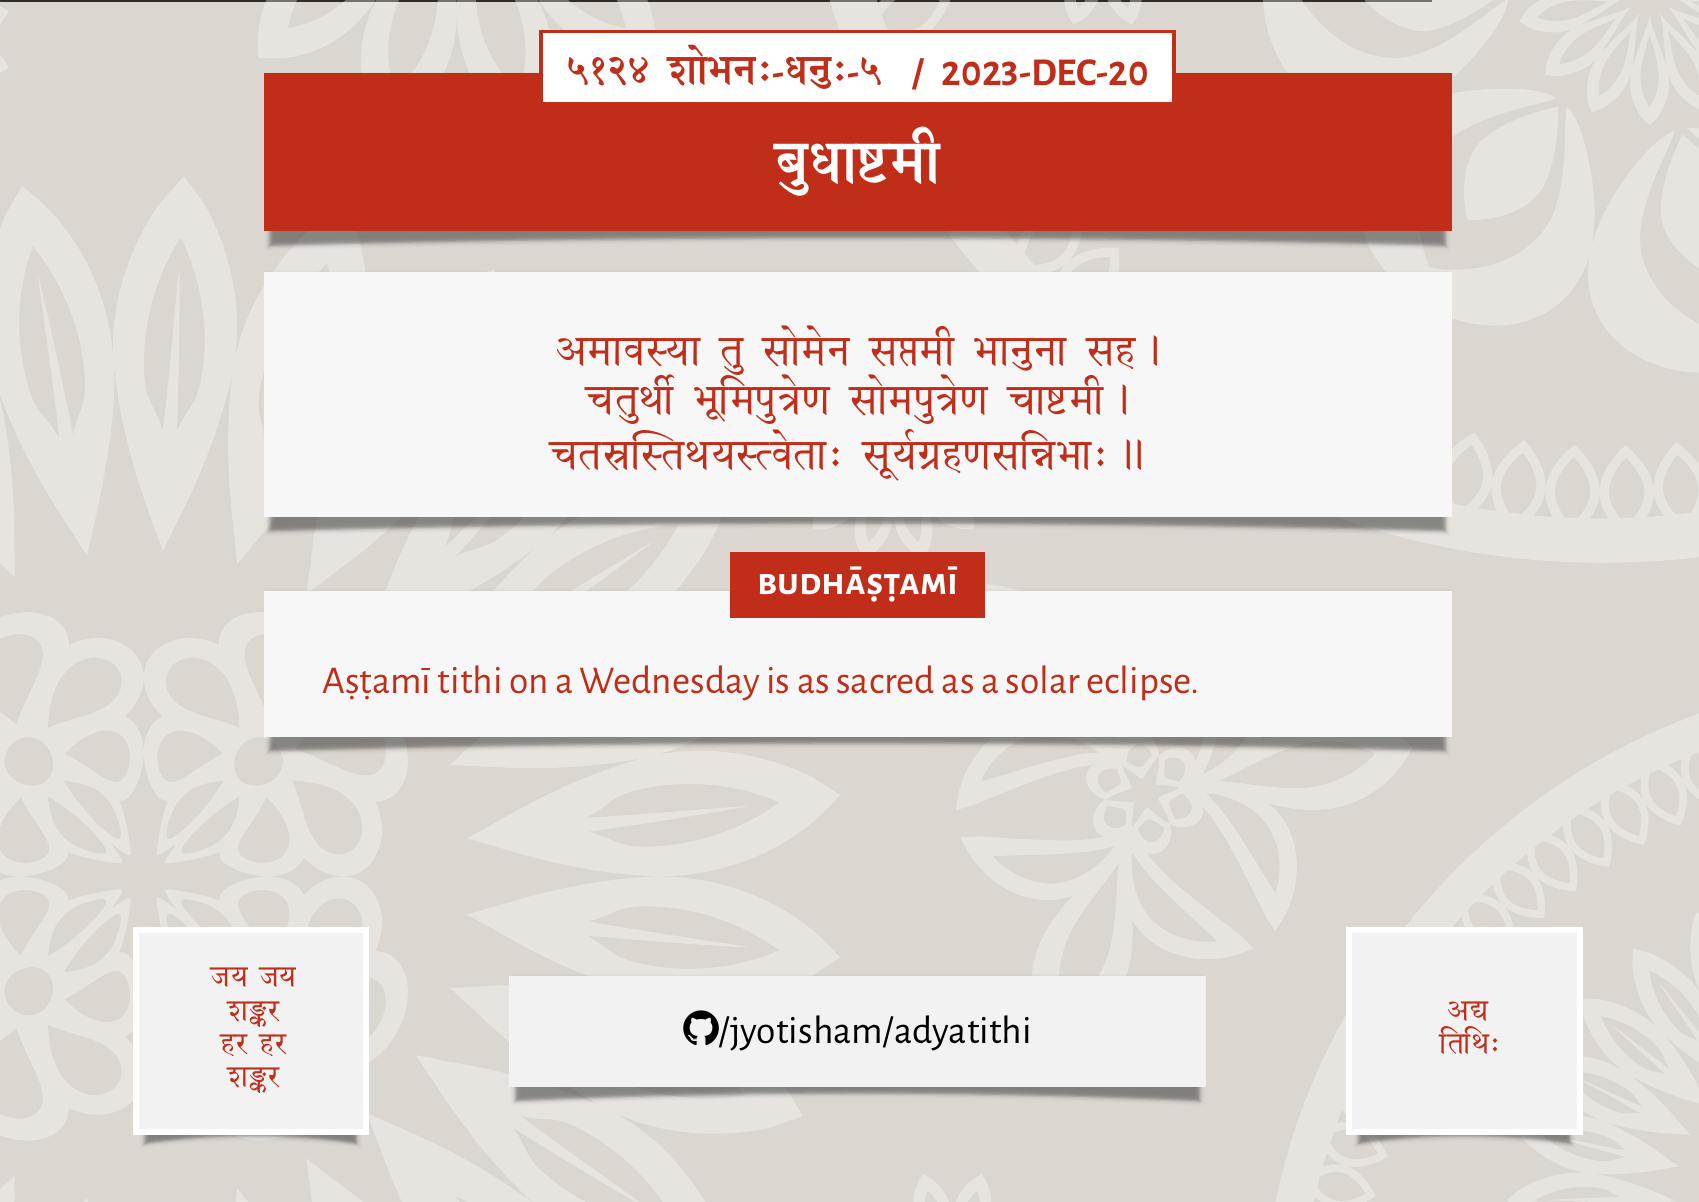 ५१२४ शोभनः-धनुः-५ / 2023-DEC-20
बुधाष्टमी
अमावस्या तु सोमेन सप्तमी भानुना सह ।
चतुर्थी भूमिपुत्रेण सोमपुत्रेण चाष्टमी ।
चतस्रस्तिथयस्त्वेताः सूर्यग्रहणसन्निभाः ॥
BUDHĀṢṬAMĪ
Aṣṭamī tithi on a Wednesday is as sacred as a solar eclipse.
जय जय
शङ्कर
हर हर
शङ्कर
/jyotisham/adyatithi
अद्य
तिथिः